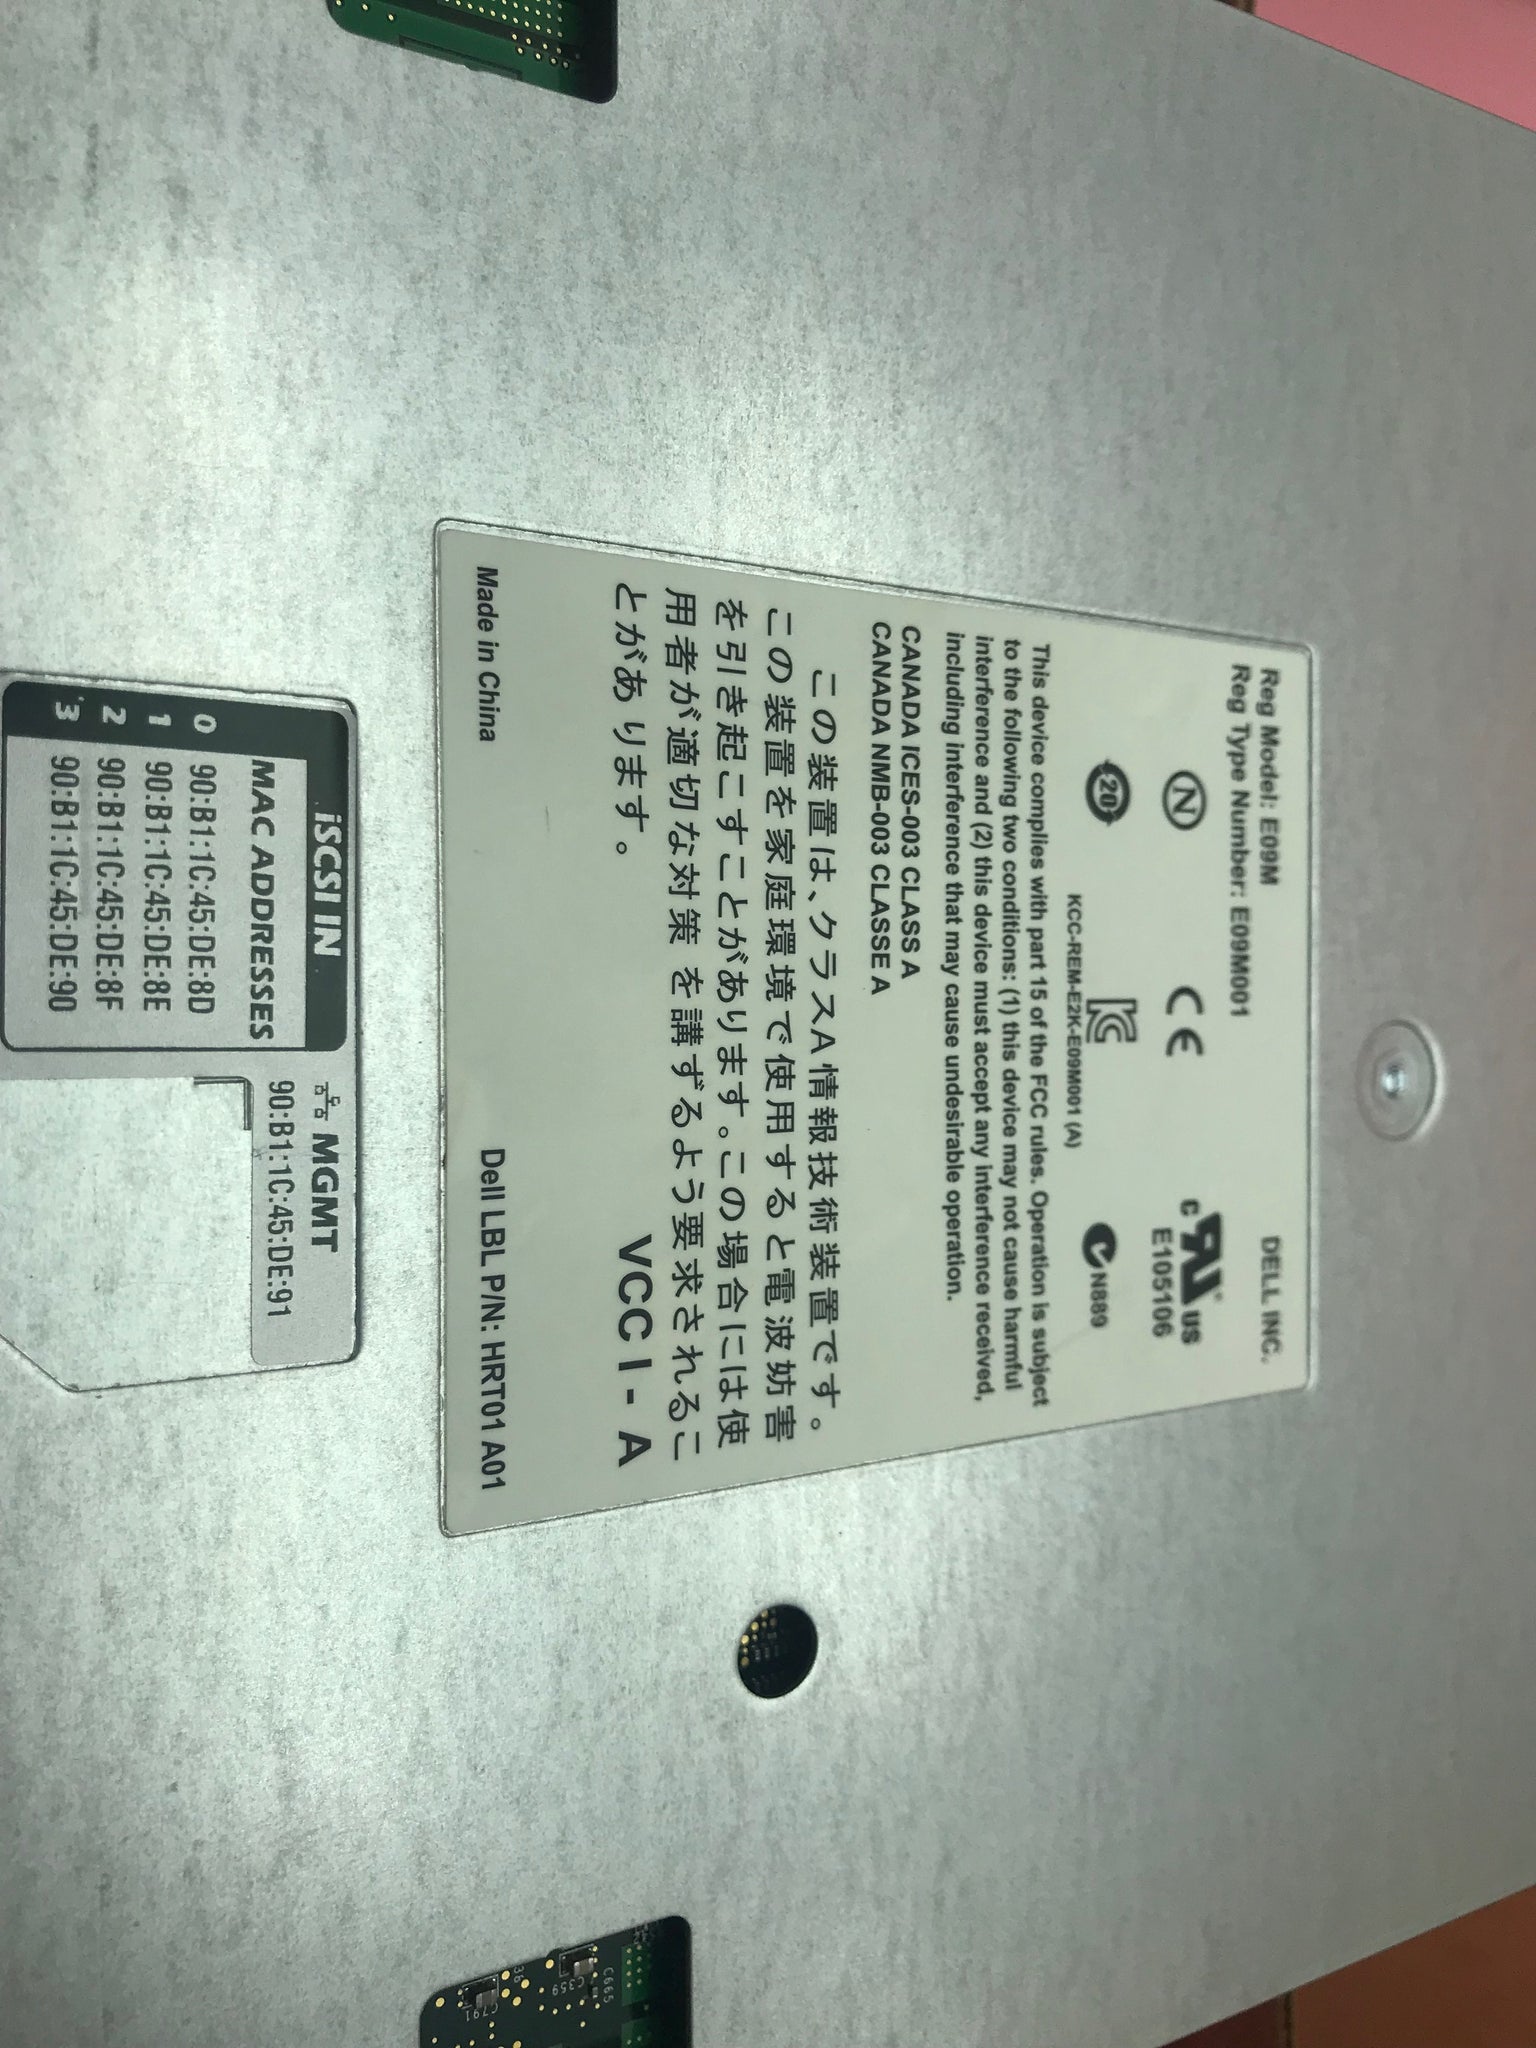 Reg Model: E09M
DELL INC.
Reg Type Number: E09M001
N
CE
c RU US
E105106
20
KC
N889
KCC-REM-E2K-E09M001 (A)
This device complies with part 15 of the FCC rules. Operation is subject
to the following two conditions: (1) this device may not cause harmful
interference and (2) this device must accept any interference received,
including interference that may cause undesirable operation.
CANADA ICES-003 CLASS A
CANADA NMB-003 CLASSE A
この装置は、クラスA 情報技術装置です。
この装置を家庭環境で使用すると電波妨害
を引き起こすことがあります。この場合には使
用者が適切な対策 を講ずるよう要求されるこ
とがあ ります。
VCCI-A
Made in China
Dell LBL P/N: HRT01 A01
iSCSI IN
MAC ADDRESSES
0 90:B1:1C:45:DE:8D
1 90:B1:1C:45:DE:8E
2 90:B1:1C:45:DE:8F
3 90:B1:1C:45:DE:90
MGMT
90:B1:1C:45:DE:91
C665
C359
C791